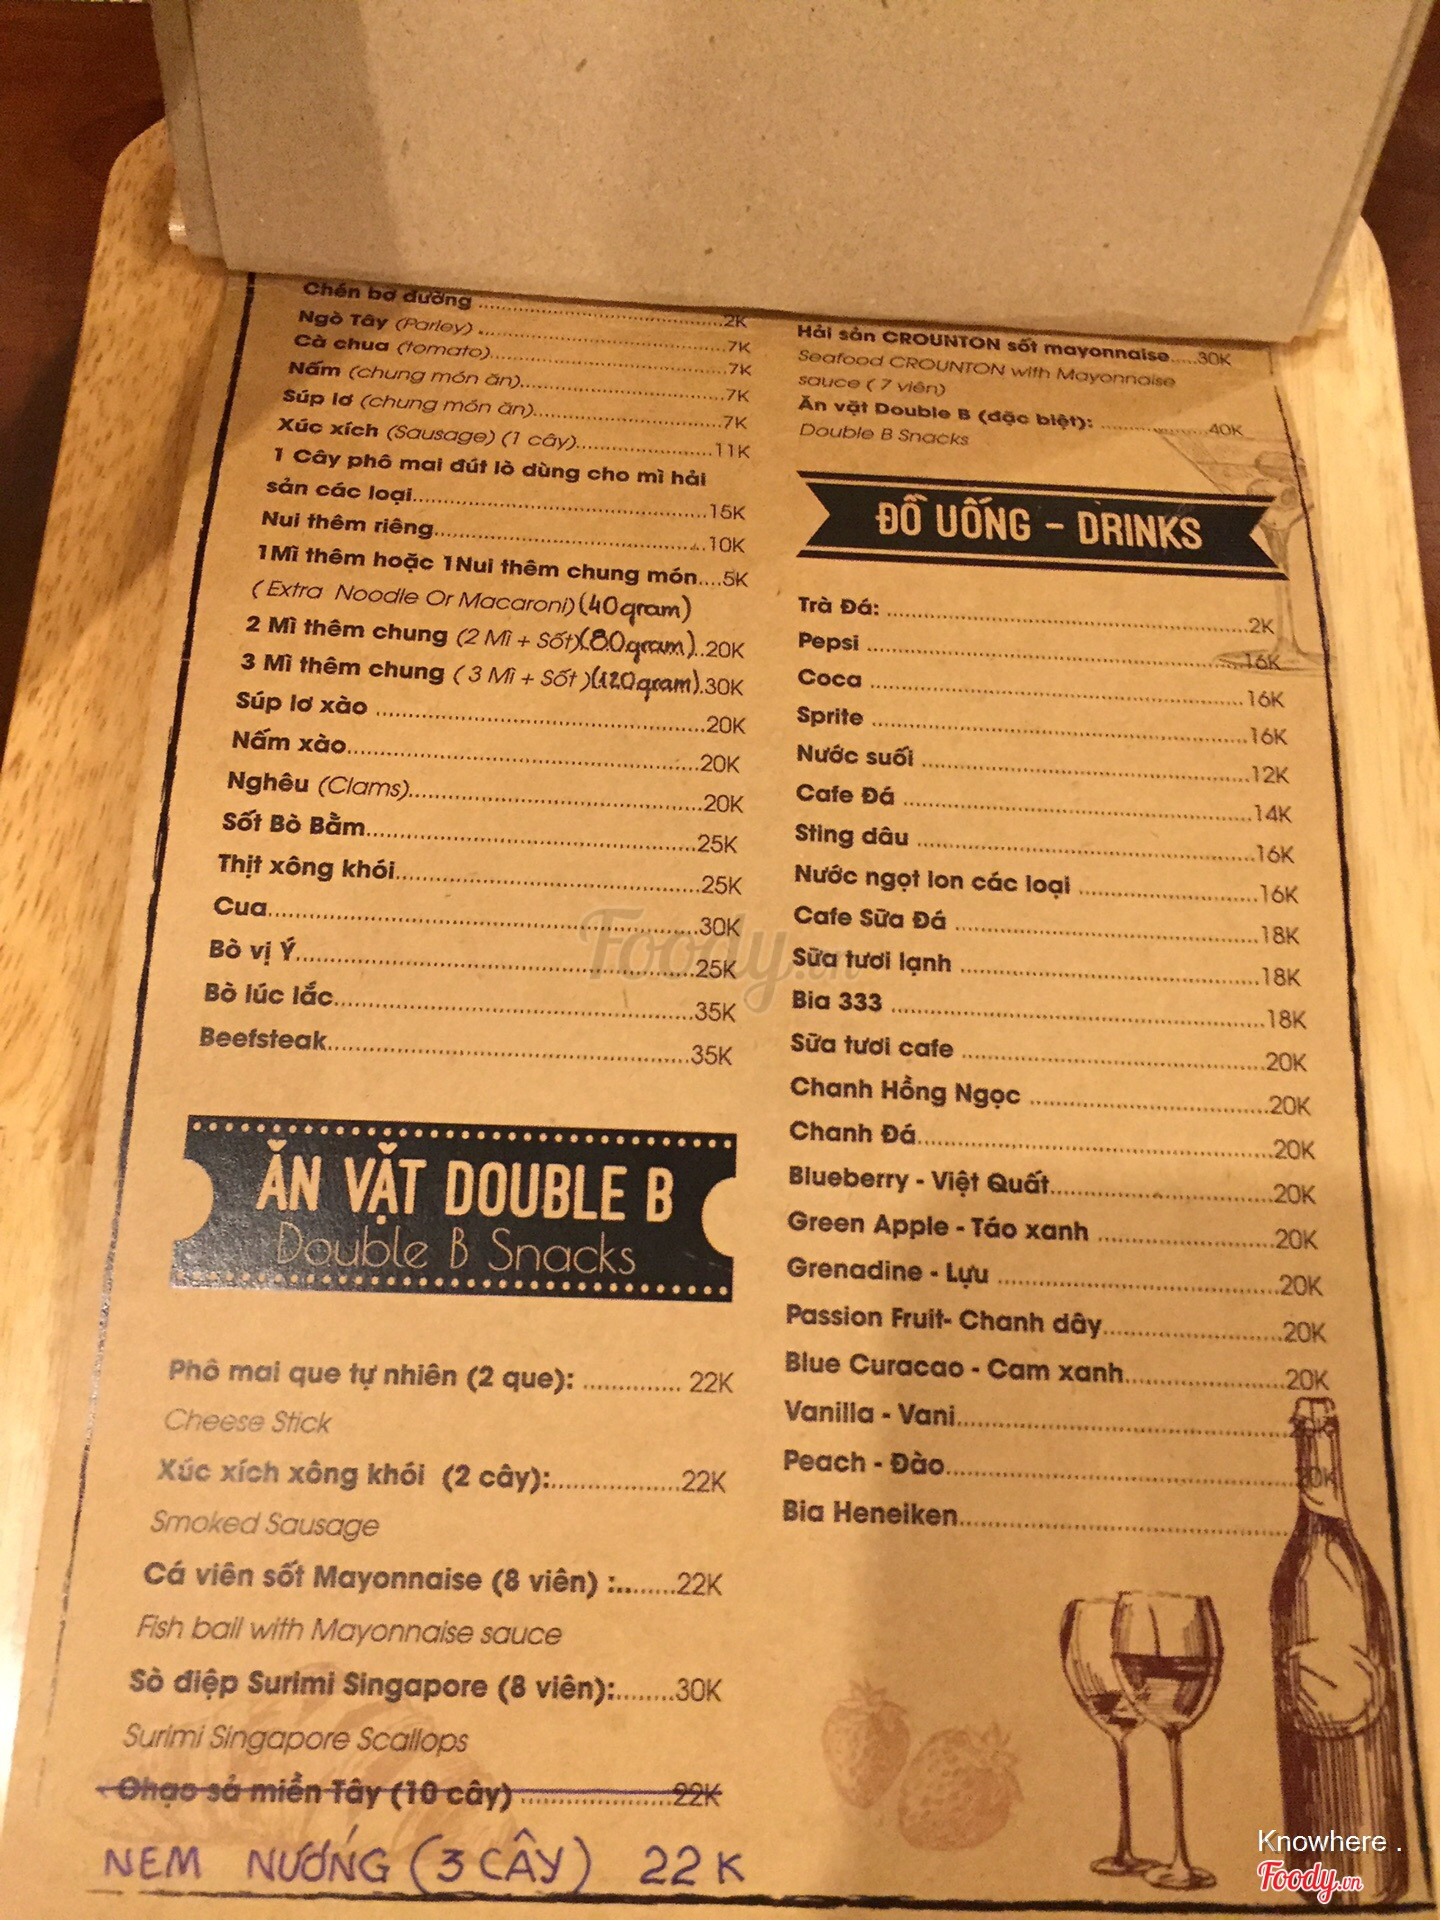 Chén bơ đường ........ 2K
Ngò Tây (Parley) ........ 7K
Cà chua (tomato)........ 7K
Nấm (chung món ăn)........ 7K
Súp lơ (chung món ăn)........ 7K
Xúc xích (Sausage) (1 cây)........ 11K
1 Cây phô mai đút lò dùng cho mì hải
sản các loại........ 15K
Nui thêm riêng........ 10K
1Mì thêm hoặc 1Nui thêm chung món....5K
( Extra Noodle Or Macaroni) (40gram)
2 Mì thêm chung (2 Mì + Sốt)(80gram)..20K
3 Mì thêm chung ( 3 Mì + Sốt )(120gram).30K
Súp lơ xào ........ 20K
Nấm xào........ 20K
Nghêu (Clams)........ 20K
Sốt Bò Bằm........ 25K
Thịt xông khói........ 25K
Cua........ 30K
Bò vị Ý........ 25K
Bò lúc lắc........ 35K
Beefsteak........ 35K
ĂN VẶT DOUBLE B
Double B Snacks
Phô mai que tự nhiên (2 que): ........ 22K
Cheese Stick
Xúc xích xông khói (2 cây):........ 22K
Smoked Sausage
Cá viên sốt Mayonnaise (8 viên) :........22K
Fish ball with Mayonnaise sauce
Sò điệp Surimi Singapore (8 viên):........30K
Surimi Singapore Scallops
Chạo sả miền Tây (10 cây) ........ 22K
NEM NƯỚNG (3 CÂY) 22K
Hải sản CROUNTON sốt mayonnaise.....30K
Seafood CROUNTON with Mayonnaise
sauce ( 7 viên)
Ăn vặt Double B (đặc biệt): ........ 40K
Double B Snacks
ĐỒ UỐNG - DRINKS
Trà Đá: ........ 2K
Pepsi ........ 16K
Coca ........ 16K
Sprite ........ 16K
Nước suối ........ 12K
Cafe Đá ........ 14K
Sting dâu ........ 16K
Nước ngọt lon các loại ........ 16K
Cafe Sữa Đá ........ 18K
Sữa tươi lạnh ........ 18K
Bia 333 ........ 18K
Sữa tươi cafe ........ 20K
Chanh Hồng Ngọc ........ 20K
Chanh Đá........ 20K
Blueberry - Việt Quất........ 20K
Green Apple - Táo xanh ........ 20K
Grenadine - Lựu ........ 20K
Passion Fruit- Chanh dây........ 20K
Blue Curacao - Cam xanh........ 20K
Vanilla - Vani........ 20K
Peach - Đào........ 20K
Bia Heneiken........
Foody.vn
Knowhere .
Foody.vn